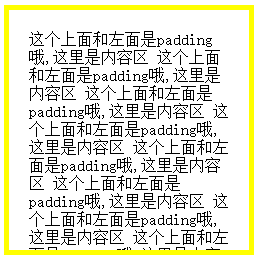 这个上面和左面是padding
哦,这里是内容区 这个上面
和左面是padding哦,这里是
内容区 这个上面和左面是
padding哦,这里是内容区 这
个上面和左面是padding哦,
这里是内容区 这个上面和左
面是padding哦,这里是内容
区 这个上面和左面是
padding哦,这里是内容区 这
个上面和左面是padding哦,
这里是内容区 这个上面和左